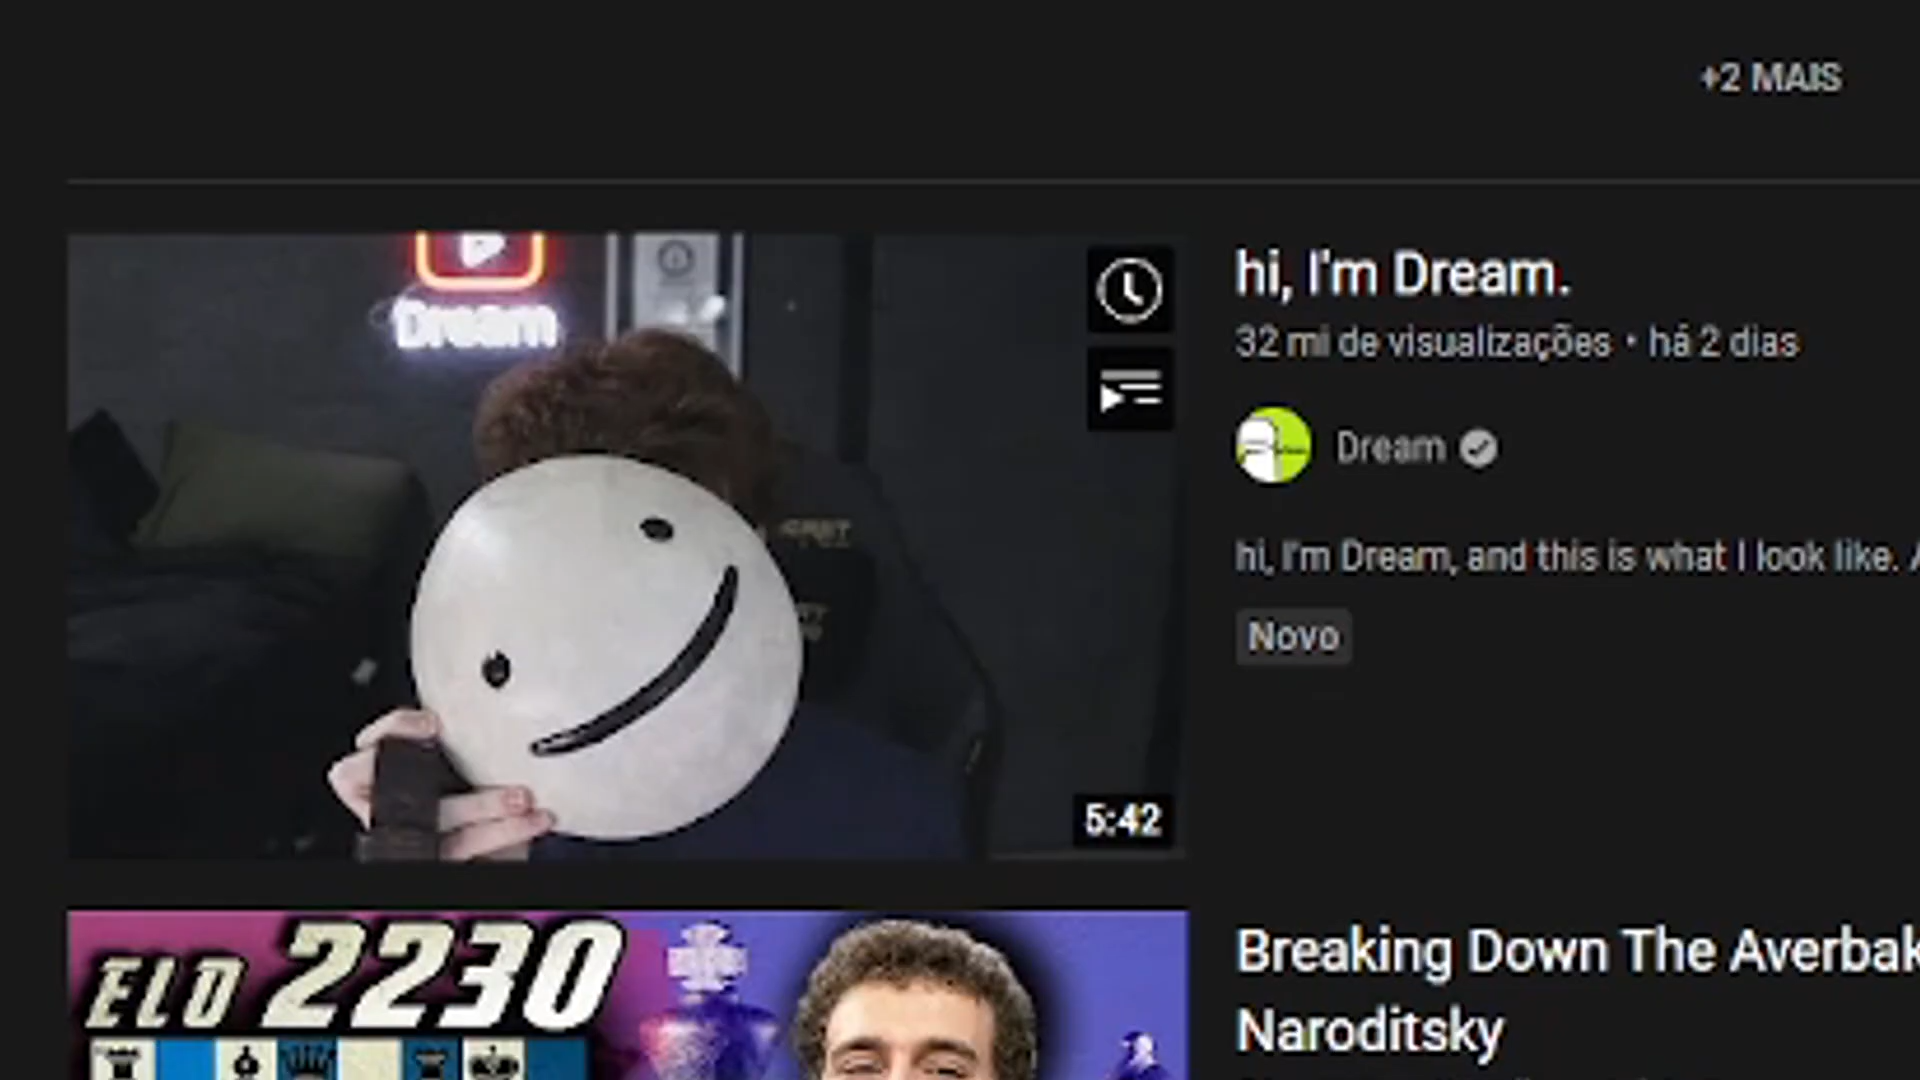 +2 MAIS
Dream
hi, I'm Dream.
32 mi de visualizações • há 2 dias
Dream
hi, I'm Dream, and this is what I look like. A
Novo
5:42
ELO 2230
Breaking Down The Averbak
Naroditsky